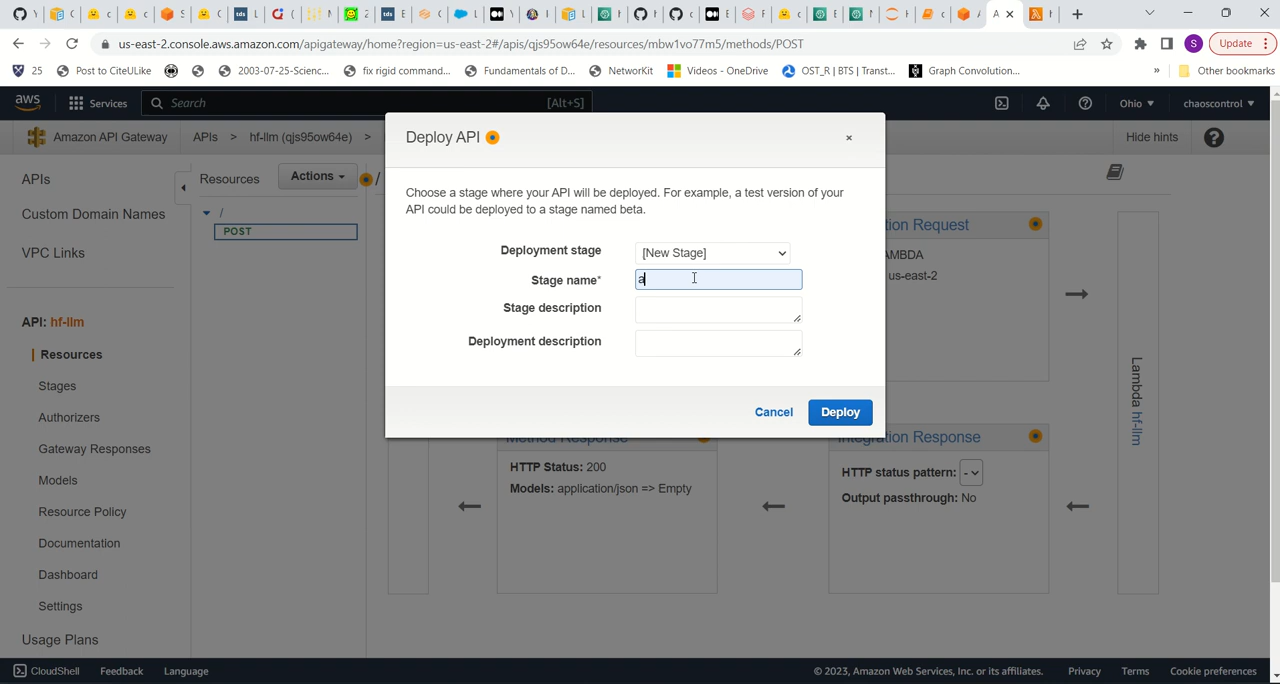 us-east-2.console.aws.amazon.com/apigateway/home?region=us-east-2#/apis/qjs95ow64e/resources/mbw1vo77m5/methods/POST
Update
25
Post to CiteULike
2003-07-25-Scienc...
fix rigid command...
Fundamentals of D...
NetworKit
Videos - OneDrive
OST_R | BTS | Transt...
Graph Convolution...
»
Other bookmarks
aws
Services
Search
[Alt+S]
Ohio
chaoscontrol
Amazon API Gateway
APIs > hf-llm (qjs95ow64e) >
Hide hints
Deploy API
×
Choose a stage where your API will be deployed. For example, a test version of your
API could be deployed to a stage named beta.
Deployment stage
[New Stage]
Stage name*
a
Stage description
Deployment description
Cancel
Deploy
APIs
Custom Domain Names
VPC Links
API: hf-llm
Resources
Stages
Authorizers
Gateway Responses
Models
Resource Policy
Documentation
Dashboard
Settings
Usage Plans
Resources
Actions
/
/
POST
Request
us-east-2
Lambda hf-llm
Method Response
HTTP Status: 200
Models: application/json => Empty
Integration Response
HTTP status pattern: -
Output passthrough: No
CloudShell
Feedback
Language
© 2023, Amazon Web Services, Inc. or its affiliates.
Privacy
Terms
Cookie preferences